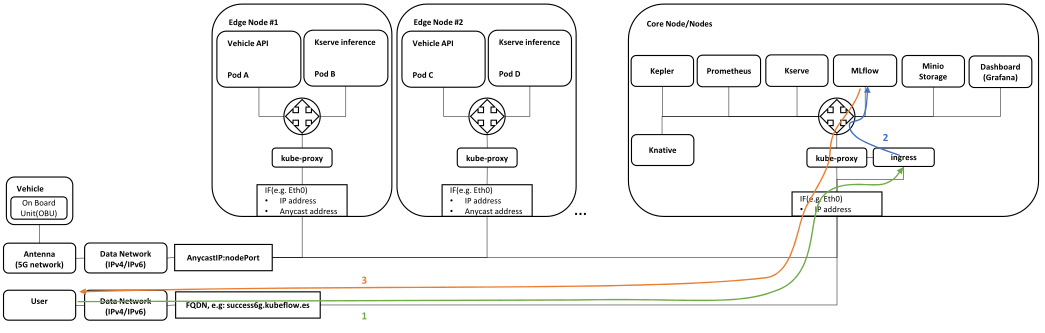 Edge Node #1
Vehicle API
Pod A
Kserve inference
Pod B
kube-proxy
IF(e.g. Eth0)
• IP address
• Anycast address
Edge Node #2
Vehicle API
Pod C
Kserve inference
Pod D
kube-proxy
IF(e.g. Eth0)
• IP address
• Anycast address
...
Core Node/Nodes
Kepler
Prometheus
Kserve
MLflow
Minio
Storage
Dashboard
(Grafana)
Knative
2
kube-proxy
ingress
IF(e.g. Eth0)
• IP address
Vehicle
On Board
Unit(OBU)
Antenna
(5G network)
Data Network
(IPv4/IPv6)
AnycastIP:nodePort
3
User
Data Network
(IPv4/IPv6)
FQDN, e.g: success6g.kubeflow.es
1